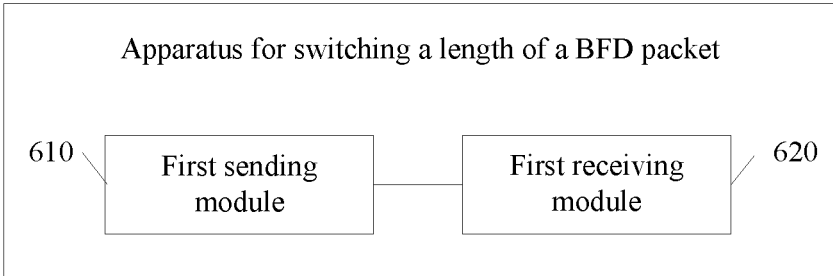 Apparatus for switching a length of a BFD packet
610
First sending
module
First receiving
module
620